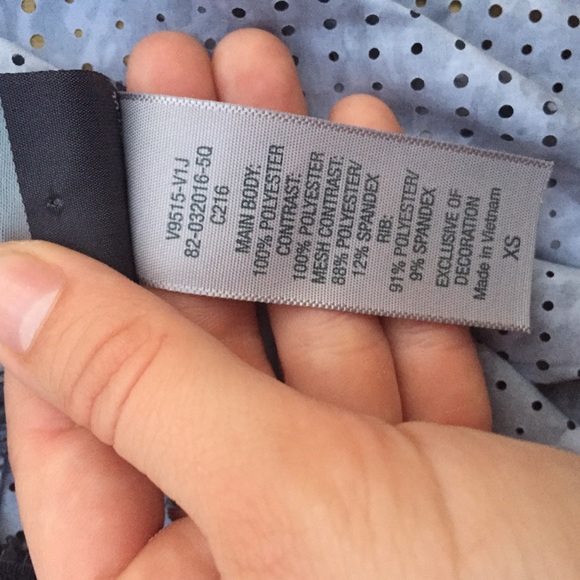 V9515-V1J
82-032016-5Q
C216
MAIN BODY:
100% POLYESTER
CONTRAST:
100% POLYESTER
MESH CONTRAST:
88% POLYESTER/
12% SPANDEX
RIB:
91% POLYESTER/
9% SPANDEX
EXCLUSIVE OF
DECORATION
Made in Vietnam
XS